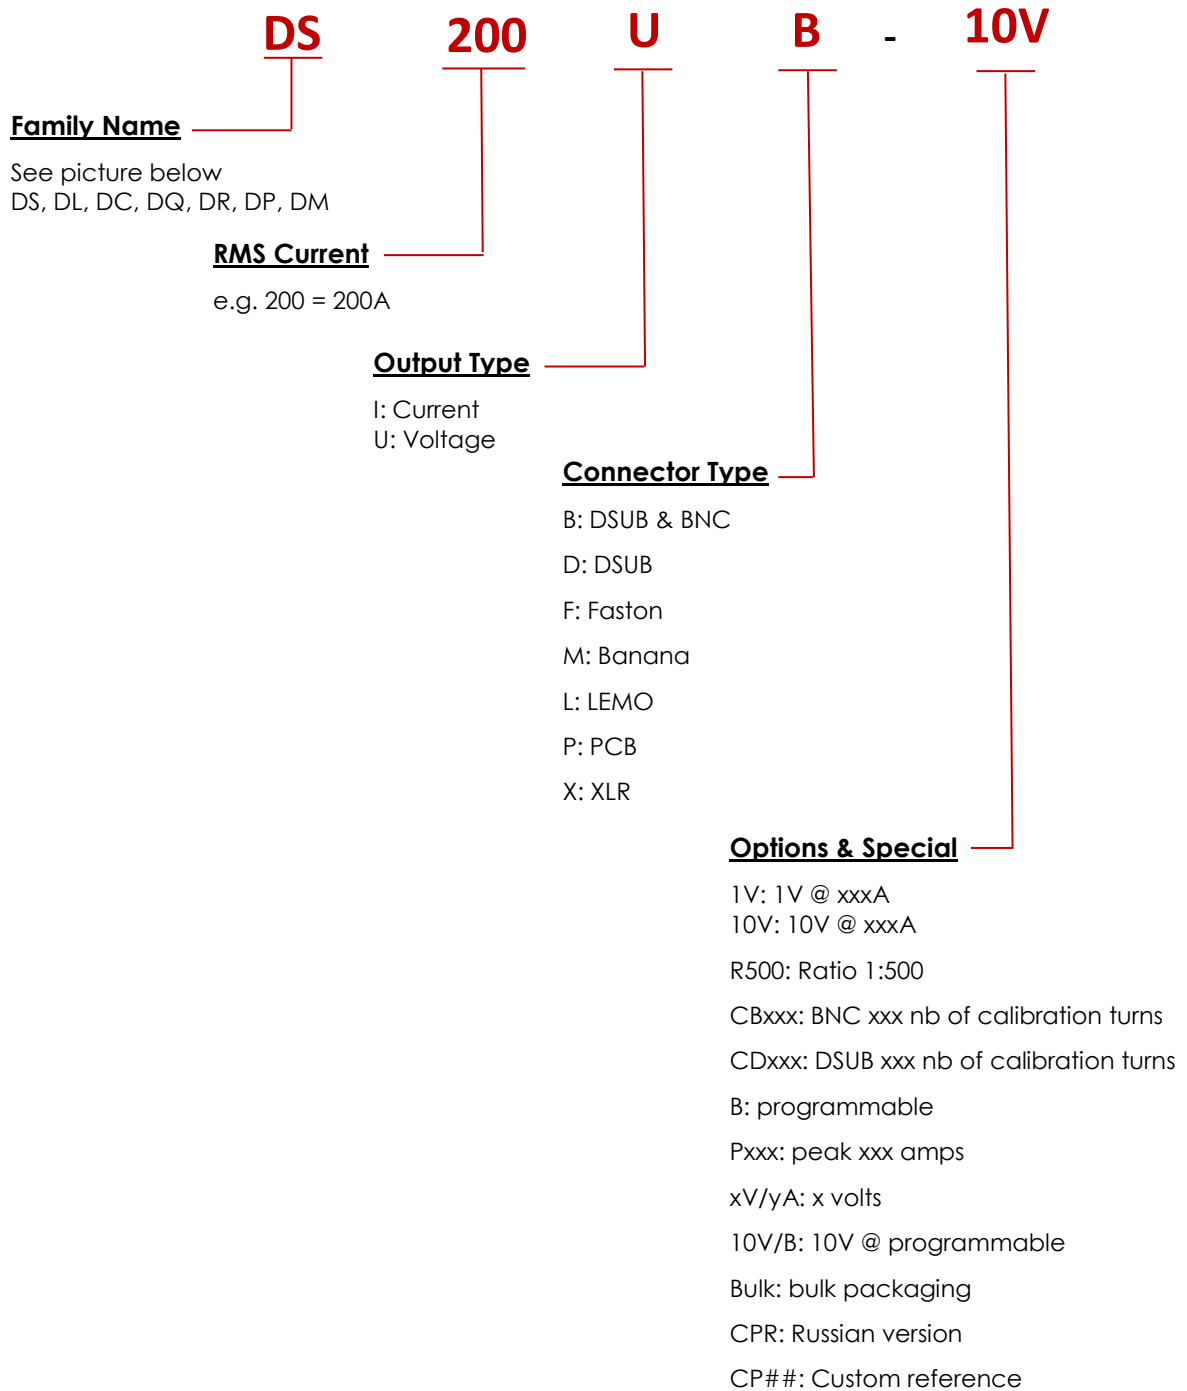 DS 200 U B - 10V
Family Name
See picture below
DS, DL, DC, DQ, DR, DP, DM
RMS Current
e.g. 200 = 200A
Output Type
I: Current
U: Voltage
Connector Type
B: DSUB & BNC
D: DSUB
F: Faston
M: Banana
L: LEMO
P: PCB
X: XLR
Options & Special
1V: 1V @ xxxA
10V: 10V @ xxxA
R500: Ratio 1:500
CBxxx: BNC xxx nb of calibration turns
CDxxx: DSUB xxx nb of calibration turns
B: programmable
Pxxx: peak xxx amps
xV/yA: x volts
10V/B: 10V @ programmable
Bulk: bulk packaging
CPR: Russian version
CP##: Custom reference